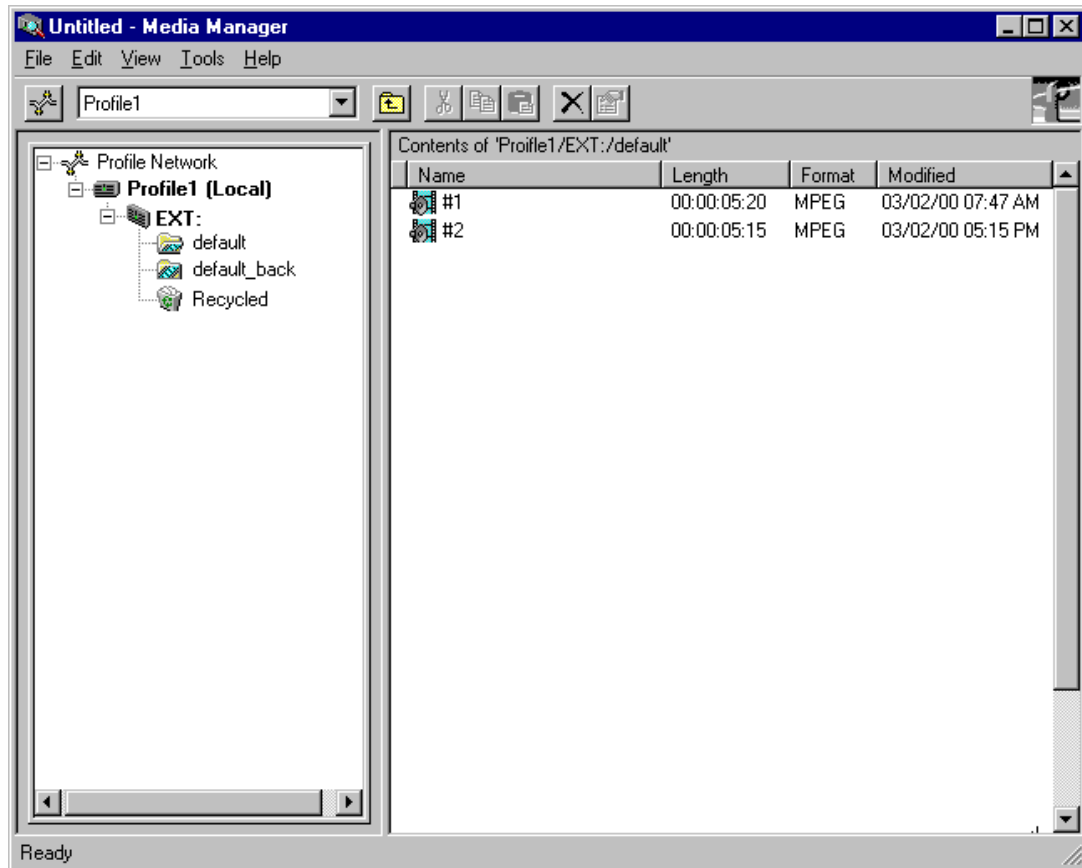 Untitled - Media Manager
File Edit View Tools Help
Profile1
Contents of 'Proifle1/EXT:/default'
Profile Network
Profile1 (Local)
EXT:
default
default_back
Recycled
Name Length Format Modified
#1 00:00:05:20 MPEG 03/02/00 07:47 AM
#2 00:00:05:15 MPEG 03/02/00 05:15 PM
Ready